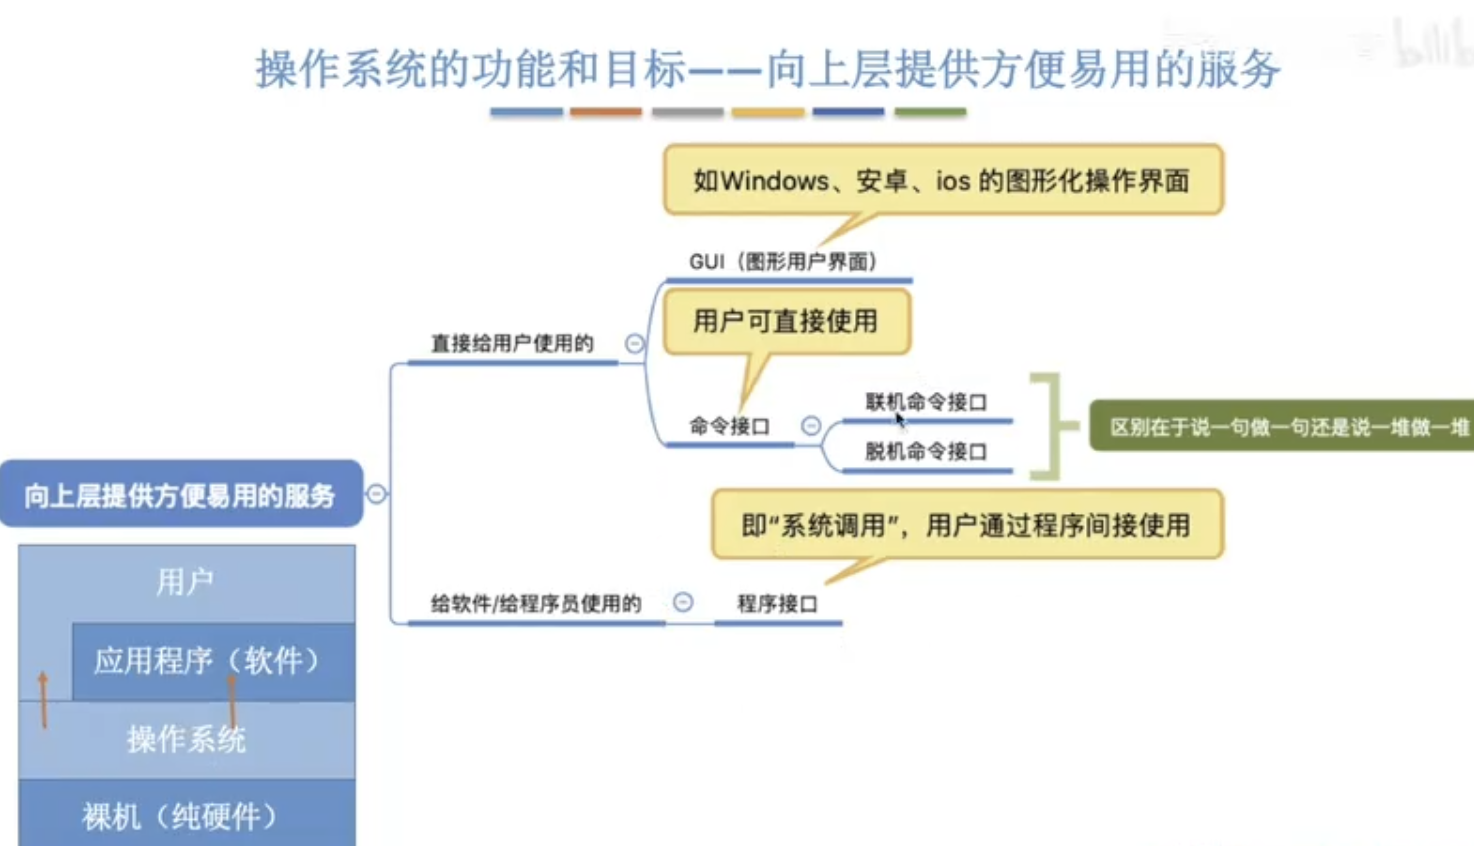 操作系统的功能和目标——向上层提供方便易用的服务
如Windows、安卓、ios 的图形化操作界面
GUI（图形用户界面）
用户可直接使用
直接给用户使用的
联机命令接口
命令接口
脱机命令接口
区别在于说一句做一句还是说一堆做一堆
向上层提供方便易用的服务
即“系统调用”，用户通过程序间接使用
给软件/给程序员使用的
程序接口
用户
应用程序（软件）
操作系统
裸机（纯硬件）